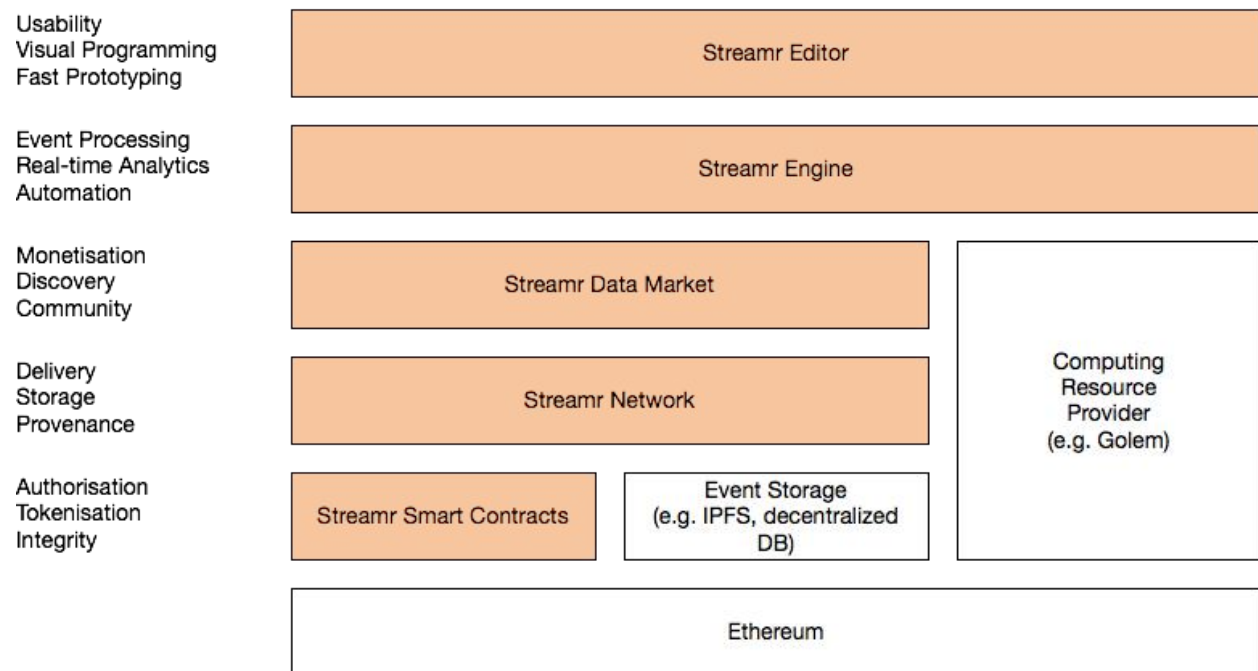 Usability
Visual Programming
Fast Prototyping
Streamr Editor
Event Processing
Real-time Analytics
Automation
Streamr Engine
Monetisation
Discovery
Community
Streamr Data Market
Delivery
Storage
Provenance
Streamr Network
Computing
Resource
Provider
(e.g. Golem)
Authorisation
Tokenisation
Integrity
Streamr Smart Contracts
Event Storage
(e.g. IPFS, decentralized
DB)
Ethereum